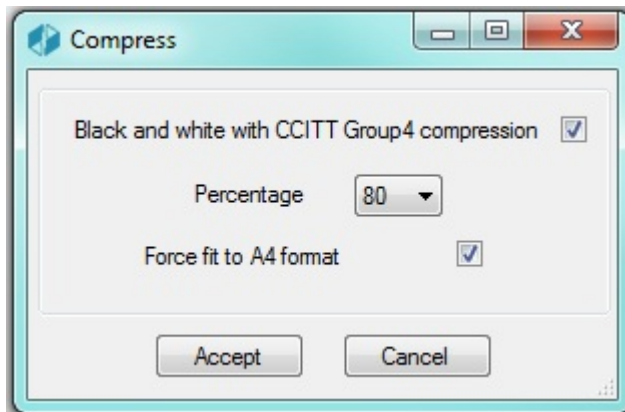 Compress
Black and white with CCITT Group4 compression
Percentage 80
Force fit to A4 format
Accept Cancel